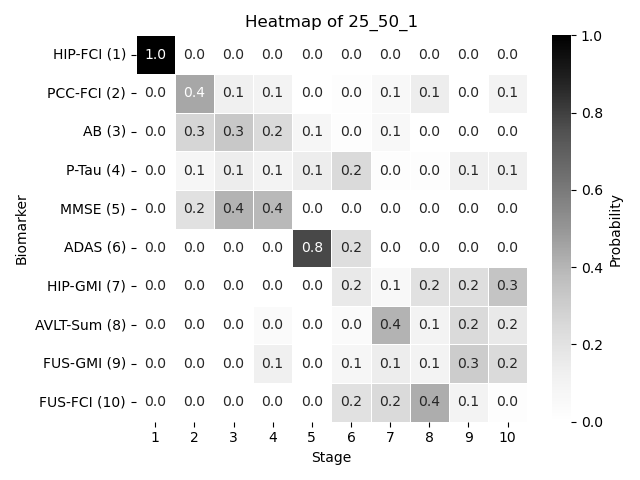 Heatmap of 25_50_1
HIP-FCI (1) 1.0 0.0 0.0 0.0 0.0 0.0 0.0 0.0 0.0 0.0
PCC-FCI (2) 0.0 0.4 0.1 0.1 0.0 0.0 0.1 0.1 0.0 0.1
AB (3) 0.0 0.3 0.3 0.2 0.1 0.0 0.1 0.0 0.0 0.0
P-Tau (4) 0.0 0.1 0.1 0.1 0.1 0.2 0.0 0.0 0.1 0.1
MMSE (5) 0.0 0.2 0.4 0.4 0.0 0.0 0.0 0.0 0.0 0.0
ADAS (6) 0.0 0.0 0.0 0.0 0.8 0.2 0.0 0.0 0.0 0.0
HIP-GMI (7) 0.0 0.0 0.0 0.0 0.0 0.2 0.1 0.2 0.2 0.3
AVLT-Sum (8) 0.0 0.0 0.0 0.0 0.0 0.0 0.4 0.1 0.2 0.2
FUS-GMI (9) 0.0 0.0 0.0 0.1 0.0 0.1 0.1 0.1 0.3 0.2
FUS-FCI (10) 0.0 0.0 0.0 0.0 0.0 0.2 0.2 0.4 0.1 0.0
1 2 3 4 5 6 7 8 9 10
Stage
Biomarker
1.0
0.8
0.6
0.4
0.2
0.0
Probability